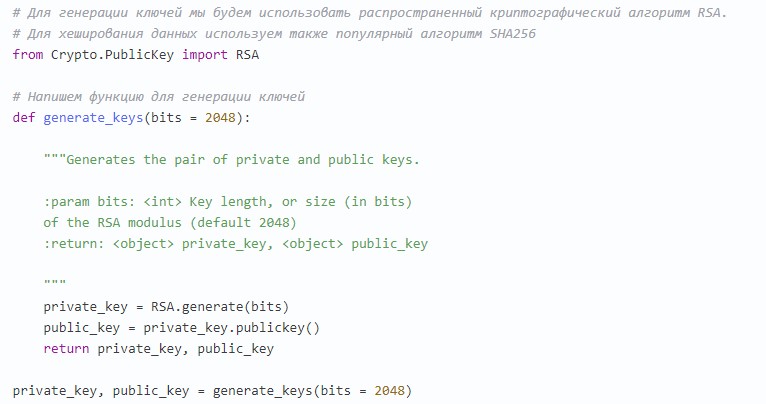 # Для генерации ключей мы будем использовать распространенный криптографический алгоритм RSA.
# Для хеширования данных используем также популярный алгоритм SHA256
from Crypto.PublicKey import RSA
# Напишем функцию для генерации ключей
def generate_keys(bits = 2048):
"""Generates the pair of private and public keys.
:param bits: <int> Key length, or size (in bits)
of the RSA modulus (default 2048)
:return: <object> private_key, <object> public_key
"""
private_key = RSA.generate(bits)
public_key = private_key.publickey()
return private_key, public_key
private_key, public_key = generate_keys(bits = 2048)